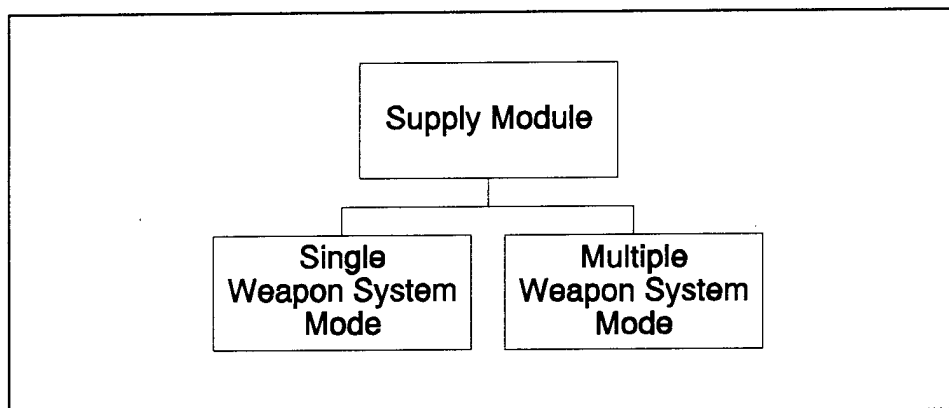 Supply Module
Single
Weapon System
Mode
Multiple
Weapon System
Mode